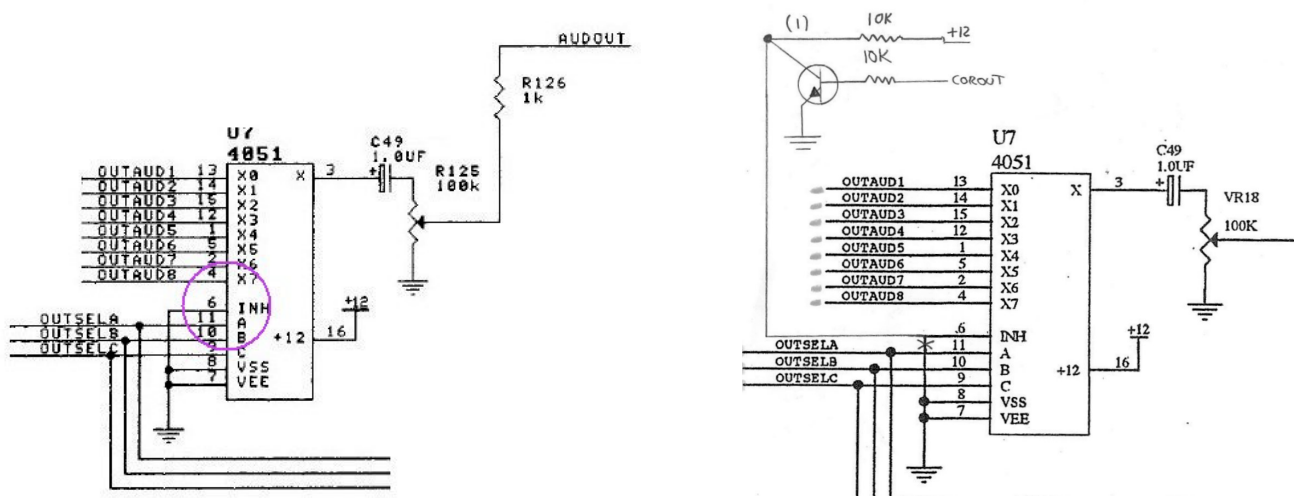 AUDOUT
R126
1k
U7
4051
C49
1.0UF
+
R125
100k
OUTAUD1 13 X0 X 3
OUTAUD2 14 X1
OUTAUD3 15 X2
OUTAUD4 12 X3
OUTAUD5 1 X4
OUTAUD6 5 X5
OUTAUD7 2 X6
OUTAUD8 4 X7
6 INH
OUTSELA 11 A
OUTSELB 10 B
OUTSELC 9 C
+12 16 +12
8 VSS
7 VEE
(1) 10K +12
10K COROUT
U7
4051
C49
1.0UF
+
VR18
100K
OUTAUD1 13 X0 X 3
OUTAUD2 14 X1
OUTAUD3 15 X2
OUTAUD4 12 X3
OUTAUD5 1 X4
OUTAUD6 5 X5
OUTAUD7 2 X6
OUTAUD8 4 X7
.6 INH
OUTSELA 11 A
OUTSELB 10 B
OUTSELC 9 C
+12 16 +12
8 VSS
7 VEE